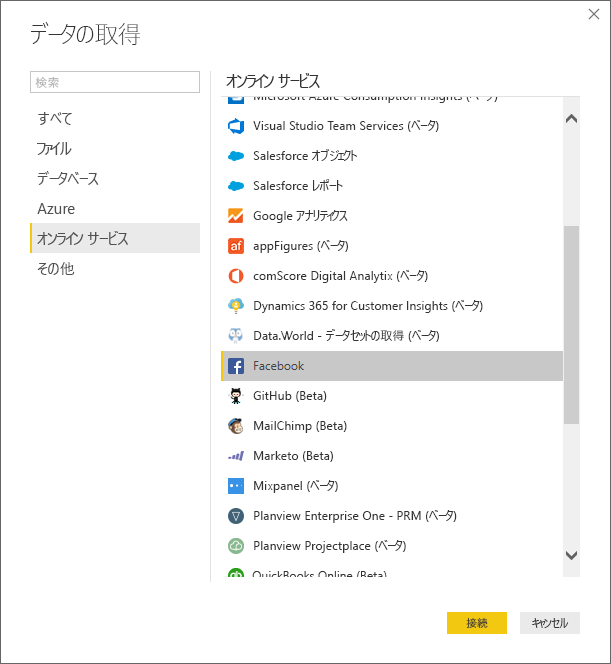 データの取得
検索
すべて
ファイル
データベース
Azure
オンライン サービス
その他
オンライン サービス
Microsoft Azure Consumption Insights (ベータ)
Visual Studio Team Services (ベータ)
Salesforce オブジェクト
Salesforce レポート
Google アナリティクス
appFigures (ベータ)
comScore Digital Analytix (ベータ)
Dynamics 365 for Customer Insights (ベータ)
Data.World - データセットの取得 (ベータ)
Facebook
GitHub (Beta)
MailChimp (Beta)
Marketo (Beta)
Mixpanel (ベータ)
Planview Enterprise One - PRM (ベータ)
Planview Projectplace (ベータ)
QuickBooks Online (Beta)
接続
キャンセル